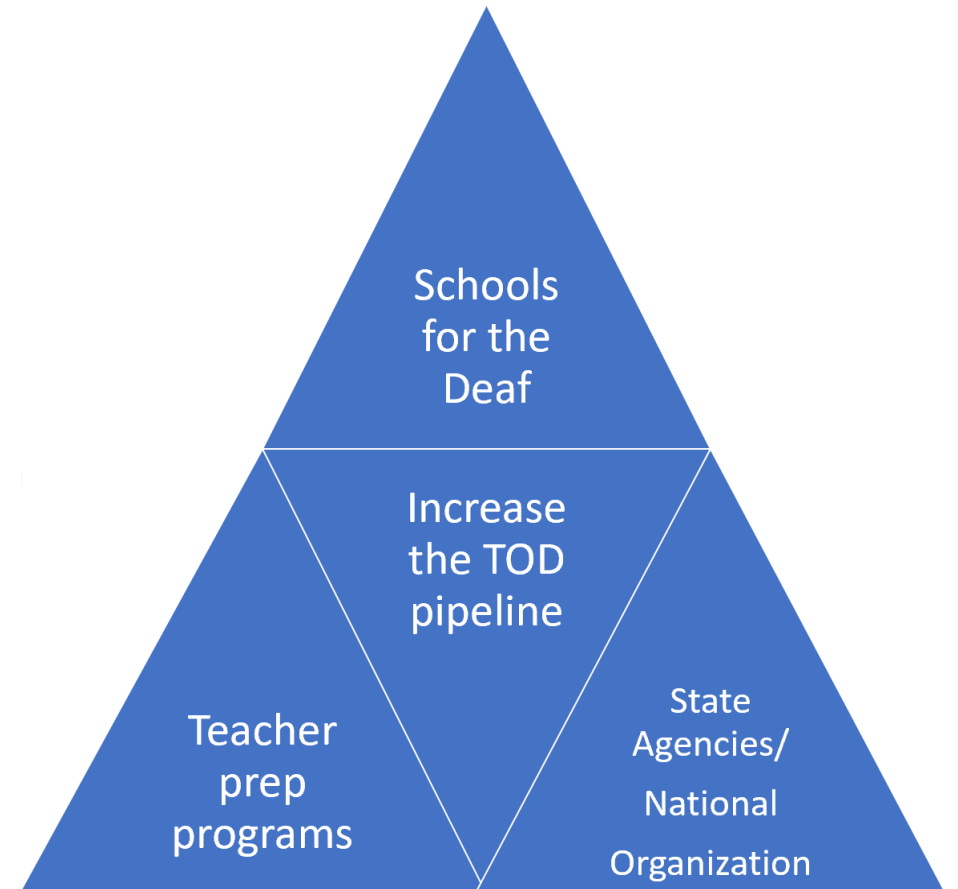 Schools
for the
Deaf
Increase
the TOD
pipeline
Teacher
prep
programs
State
Agencies/
National
Organization